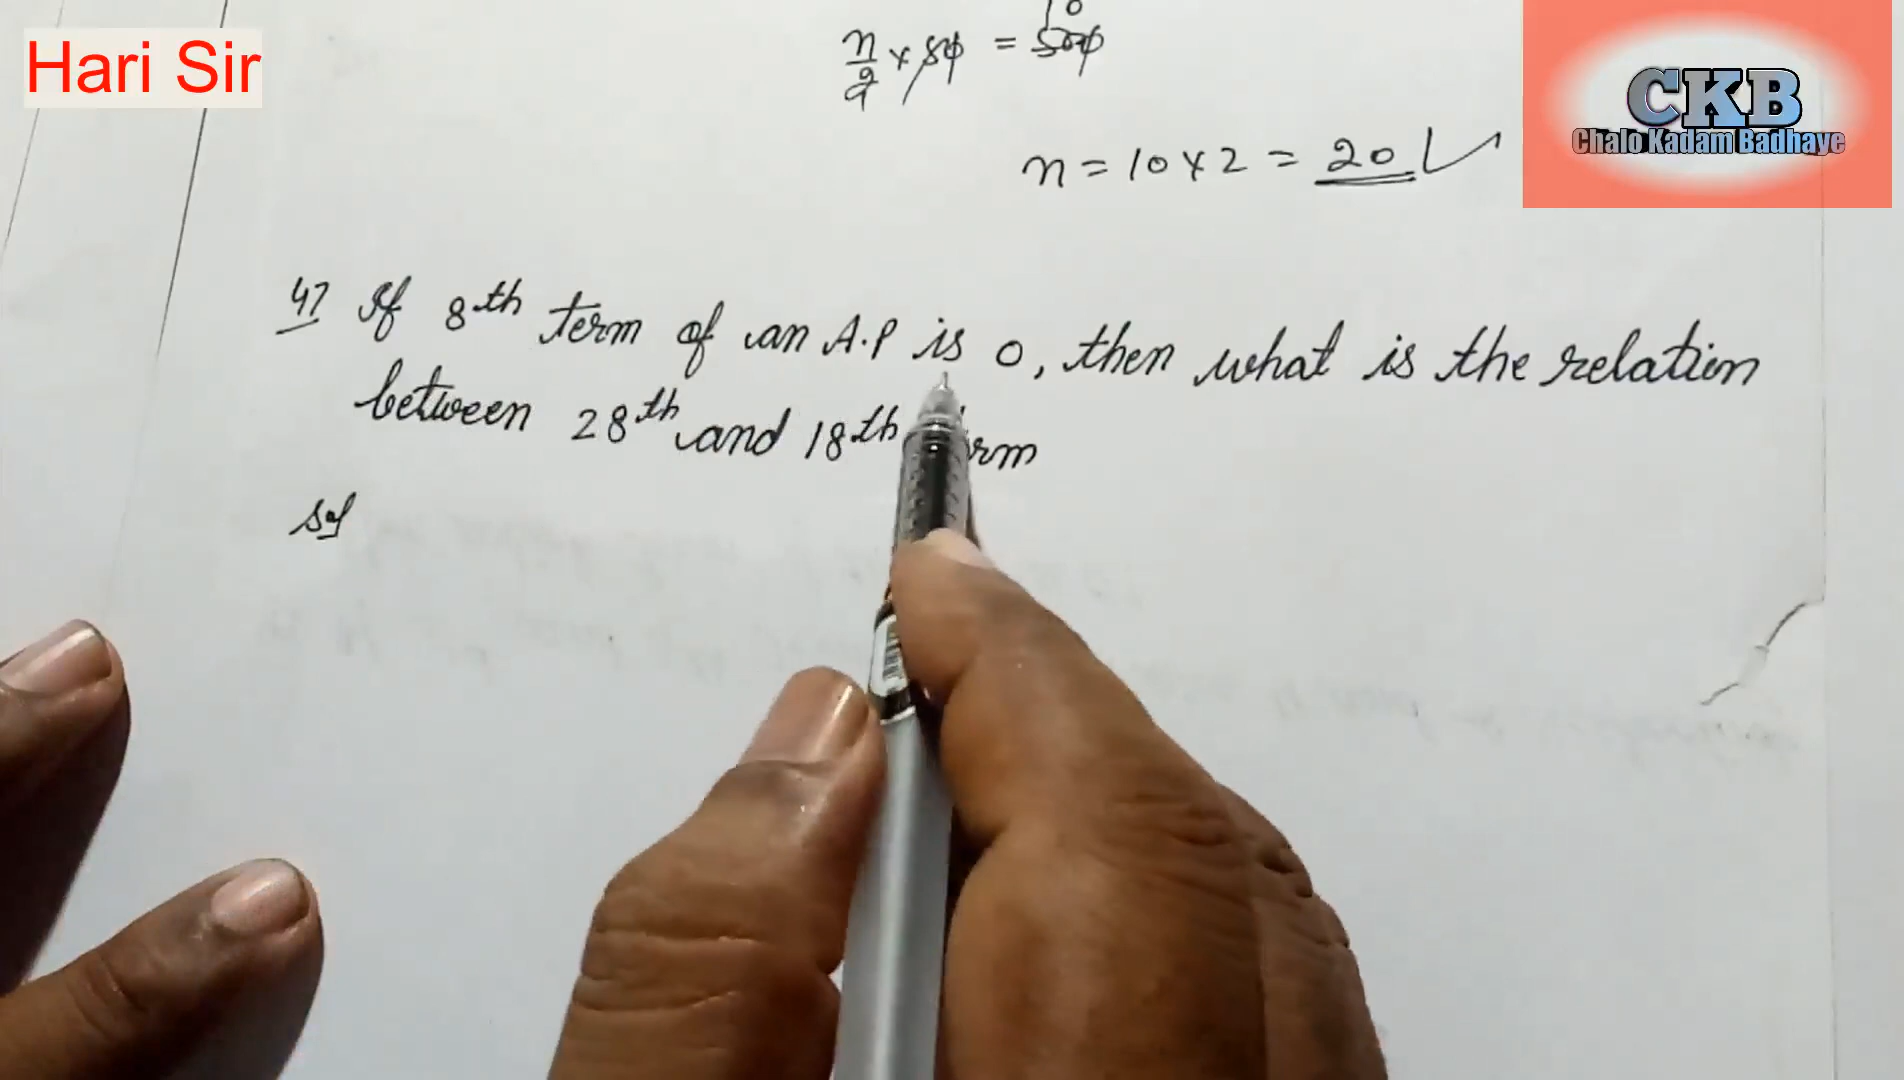 Hari Sir
CKB
Chalo Kadam Badhaye
10
n/2 × 50 = 500
n = 10 × 2 = 20
47 If 8th term of an A.P is 0, then what is the relation
between 28th and 18th
Sol